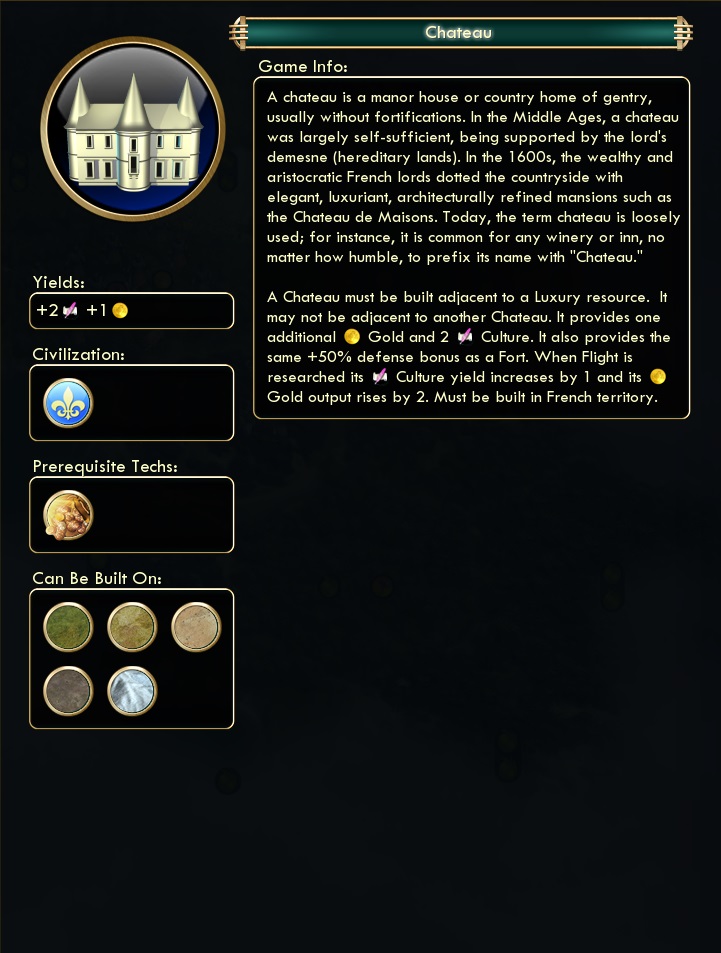 Chateau
Game Info:
A chateau is a manor house or country home of gentry,
usually without fortifications. In the Middle Ages, a chateau
was largely self-sufficient, being supported by the lord's
demesne (hereditary lands). In the 1600s, the wealthy and
aristocratic French lords dotted the countryside with
elegant, luxuriant, architecturally refined mansions such as
the Chateau de Maisons. Today, the term chateau is loosely
used; for instance, it is common for any winery or inn, no
matter how humble, to prefix its name with "Chateau."
A Chateau must be built adjacent to a Luxury resource. It
may not be adjacent to another Chateau. It provides one
additional Gold and 2 Culture. It also provides the
same +50% defense bonus as a Fort. When Flight is
researched its Culture yield increases by 1 and its
Gold output rises by 2. Must be built in French territory.
Yields:
+2 +1
Civilization:
Prerequisite Techs:
Can Be Built On: